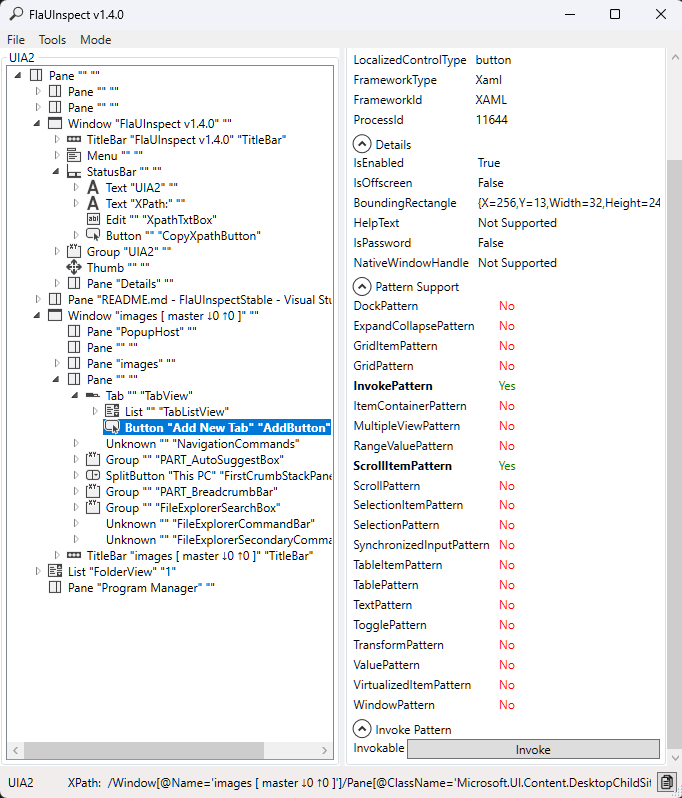 FlaUInspect v1.4.0
File Tools Mode
UIA2
Pane "" ""
Pane "" ""
Pane "" ""
Window "FlaUInspect v1.4.0" ""
TitleBar "FlaUInspect v1.4.0" "TitleBar"
Menu "" ""
StatusBar "" ""
Text "UIA2" ""
Text "XPath:" ""
Edit "" "XpathTxtBox"
Button "" "CopyXpathButton"
Group "UIA2" ""
Thumb "" ""
Pane "Details" ""
Pane "README.md - FlaUInspectStable - Visual Stu
Window "images [ master ↓0 ↑0 ]" ""
Pane "PopupHost" ""
Pane "" ""
Pane "images" ""
Pane "" ""
Tab "" "TabView"
List "" "TabListView"
Button "Add New Tab" "AddButton"
Unknown "" "NavigationCommands"
Group "" "PART_AutoSuggestBox"
SplitButton "This PC" "FirstCrumbStackPane
Group "" "PART_BreadcrumbBar"
Group "" "FileExplorerSearchBox"
Unknown "" "FileExplorerCommandBar"
Unknown "" "FileExplorerSecondaryComma
TitleBar "images [ master ↓0 ↑0 ]" "TitleBar"
List "FolderView" "1"
Pane "Program Manager" ""
LocalizedControlType button
FrameworkType Xaml
FrameworkId XAML
ProcessId 11644
Details
IsEnabled True
IsOffscreen False
BoundingRectangle {X=256,Y=13,Width=32,Height=24
HelpText Not Supported
IsPassword False
NativeWindowHandle Not Supported
Pattern Support
DockPattern No
ExpandCollapsePattern No
GridItemPattern No
GridPattern No
InvokePattern Yes
ItemContainerPattern No
MultipleViewPattern No
RangeValuePattern No
ScrollItemPattern Yes
ScrollPattern No
SelectionItemPattern No
SelectionPattern No
SynchronizedInputPattern No
TableItemPattern No
TablePattern No
TextPattern No
TogglePattern No
TransformPattern No
ValuePattern No
VirtualizedItemPattern No
WindowPattern No
Invoke Pattern
Invokable Invoke
UIA2 XPath: /Window[@Name='images [ master ↓0 ↑0 ]']/Pane[@ClassName='Microsoft.UI.Content.DesktopChildSit